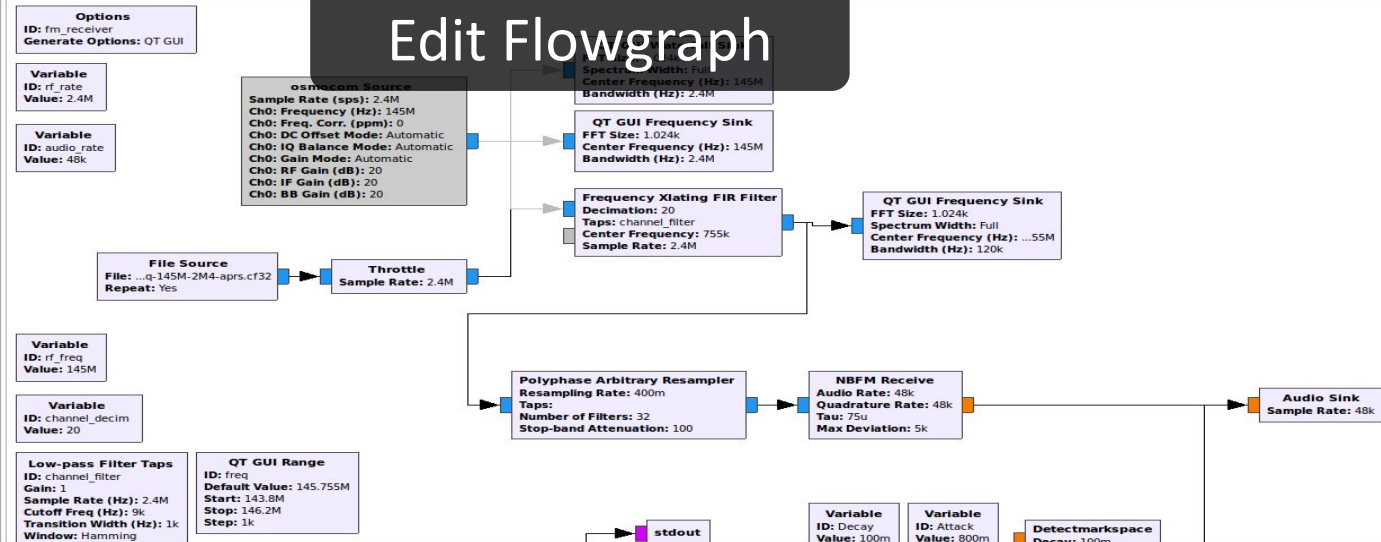 Edit Flowgraph
Options
ID: fm_receiver
Generate Options: QT GUI
Variable
ID: rf_rate
Value: 2.4M
Variable
ID: audio_rate
Value: 48k
osmocom Source
Sample Rate (sps): 2.4M
Ch0: Frequency (Hz): 145M
Ch0: Freq. Corr. (ppm): 0
Ch0: DC Offset Mode: Automatic
Ch0: IQ Balance Mode: Automatic
Ch0: Gain Mode: Automatic
Ch0: RF Gain (dB): 20
Ch0: IF Gain (dB): 20
Ch0: BB Gain (dB): 20
Spectrum Width: Full
Center Frequency (Hz): 145M
Bandwidth (Hz): 2.4M
QT GUI Frequency Sink
FFT Size: 1.024k
Center Frequency (Hz): 145M
Bandwidth (Hz): 2.4M
Frequency Xlating FIR Filter
Decimation: 20
Taps: channel_filter
Center Frequency: 755k
Sample Rate: 2.4M
QT GUI Frequency Sink
FFT Size: 1.024k
Spectrum Width: Full
Center Frequency (Hz): ...55M
Bandwidth (Hz): 120k
File Source
File: ...q-145M-2M4-aprs.cf32
Repeat: Yes
Throttle
Sample Rate: 2.4M
Variable
ID: rf_freq
Value: 145M
Variable
ID: channel_decim
Value: 20
Polyphase Arbitrary Resampler
Resampling Rate: 400m
Taps:
Number of Filters: 32
Stop-band Attenuation: 100
NBFM Receive
Audio Rate: 48k
Quadrature Rate: 48k
Tau: 75u
Max Deviation: 5k
Audio Sink
Sample Rate: 48k
Low-pass Filter Taps
ID: channel_filter
Gain: 1
Sample Rate (Hz): 2.4M
Cutoff Freq (Hz): 9k
Transition Width (Hz): 1k
Window: Hamming
QT GUI Range
ID: freq
Default Value: 145.755M
Start: 143.8M
Stop: 146.2M
Step: 1k
stdout
Variable
ID: Decay
Value: 100m
Variable
ID: Attack
Value: 800m
Detectmarkspace
Decay: 100m